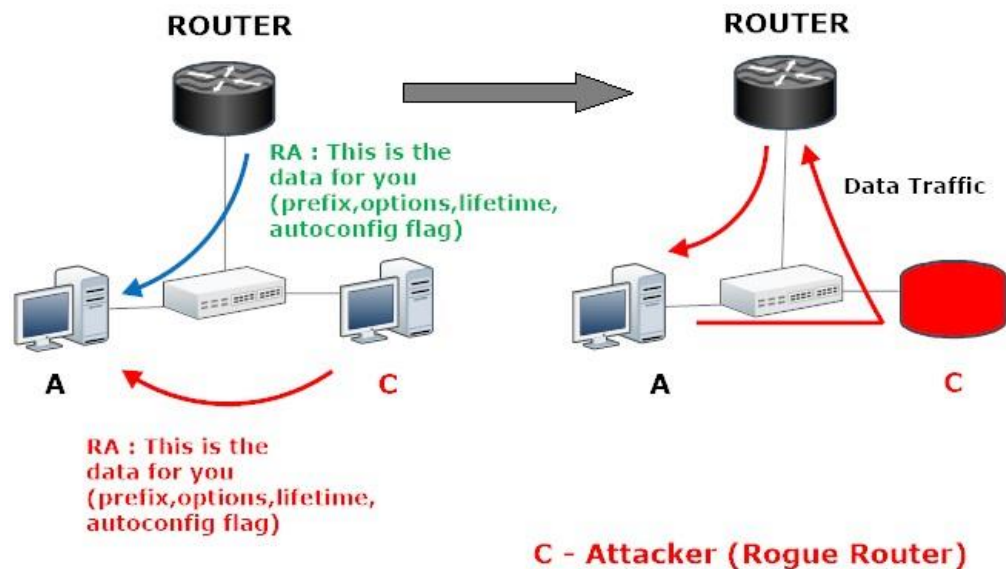 ROUTER
RA : This is the
data for you
(prefix,options,lifetime,
autoconfig flag)
A
C
RA : This is the
data for you
(prefix,options,lifetime,
autoconfig flag)
ROUTER
Data Traffic
A
C
C - Attacker (Rogue Router)